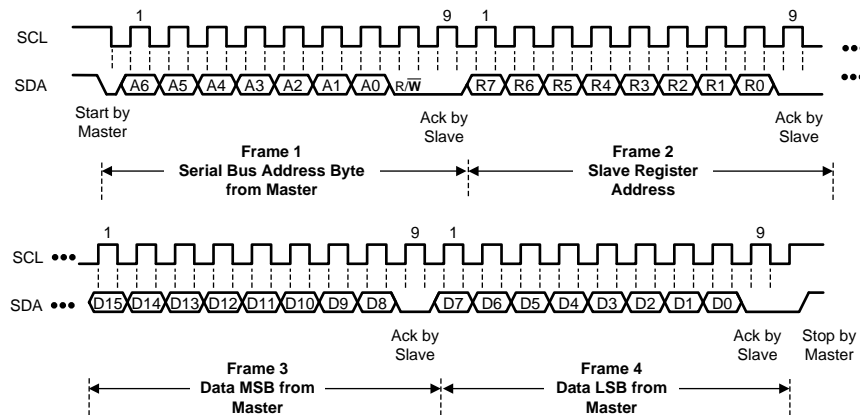 1 9 1 9
SCL •••
SDA A6 A5 A4 A3 A2 A1 A0 R/W̅ R7 R6 R5 R4 R3 R2 R1 R0 •••
Start by
Master
Ack by
Slave
Ack by
Slave
Frame 1
Serial Bus Address Byte
from Master
Frame 2
Slave Register
Address
1 9 1 9
SCL •••
SDA ••• D15 D14 D13 D12 D11 D10 D9 D8 D7 D6 D5 D4 D3 D2 D1 D0
Ack by
Slave
Ack by
Slave
Stop by
Master
Frame 3
Data MSB from
Master
Frame 4
Data LSB from
Master